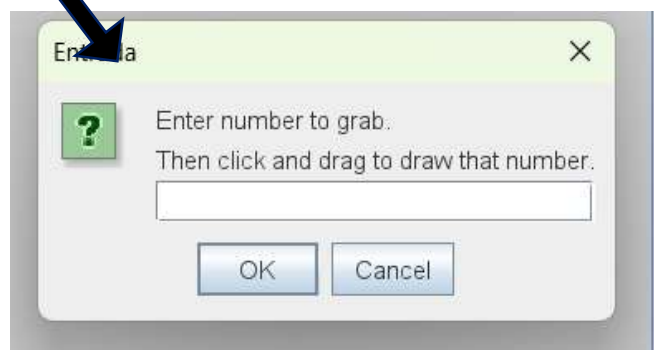 Enter number to grab.
Then click and drag to draw that number.
OK
Cancel